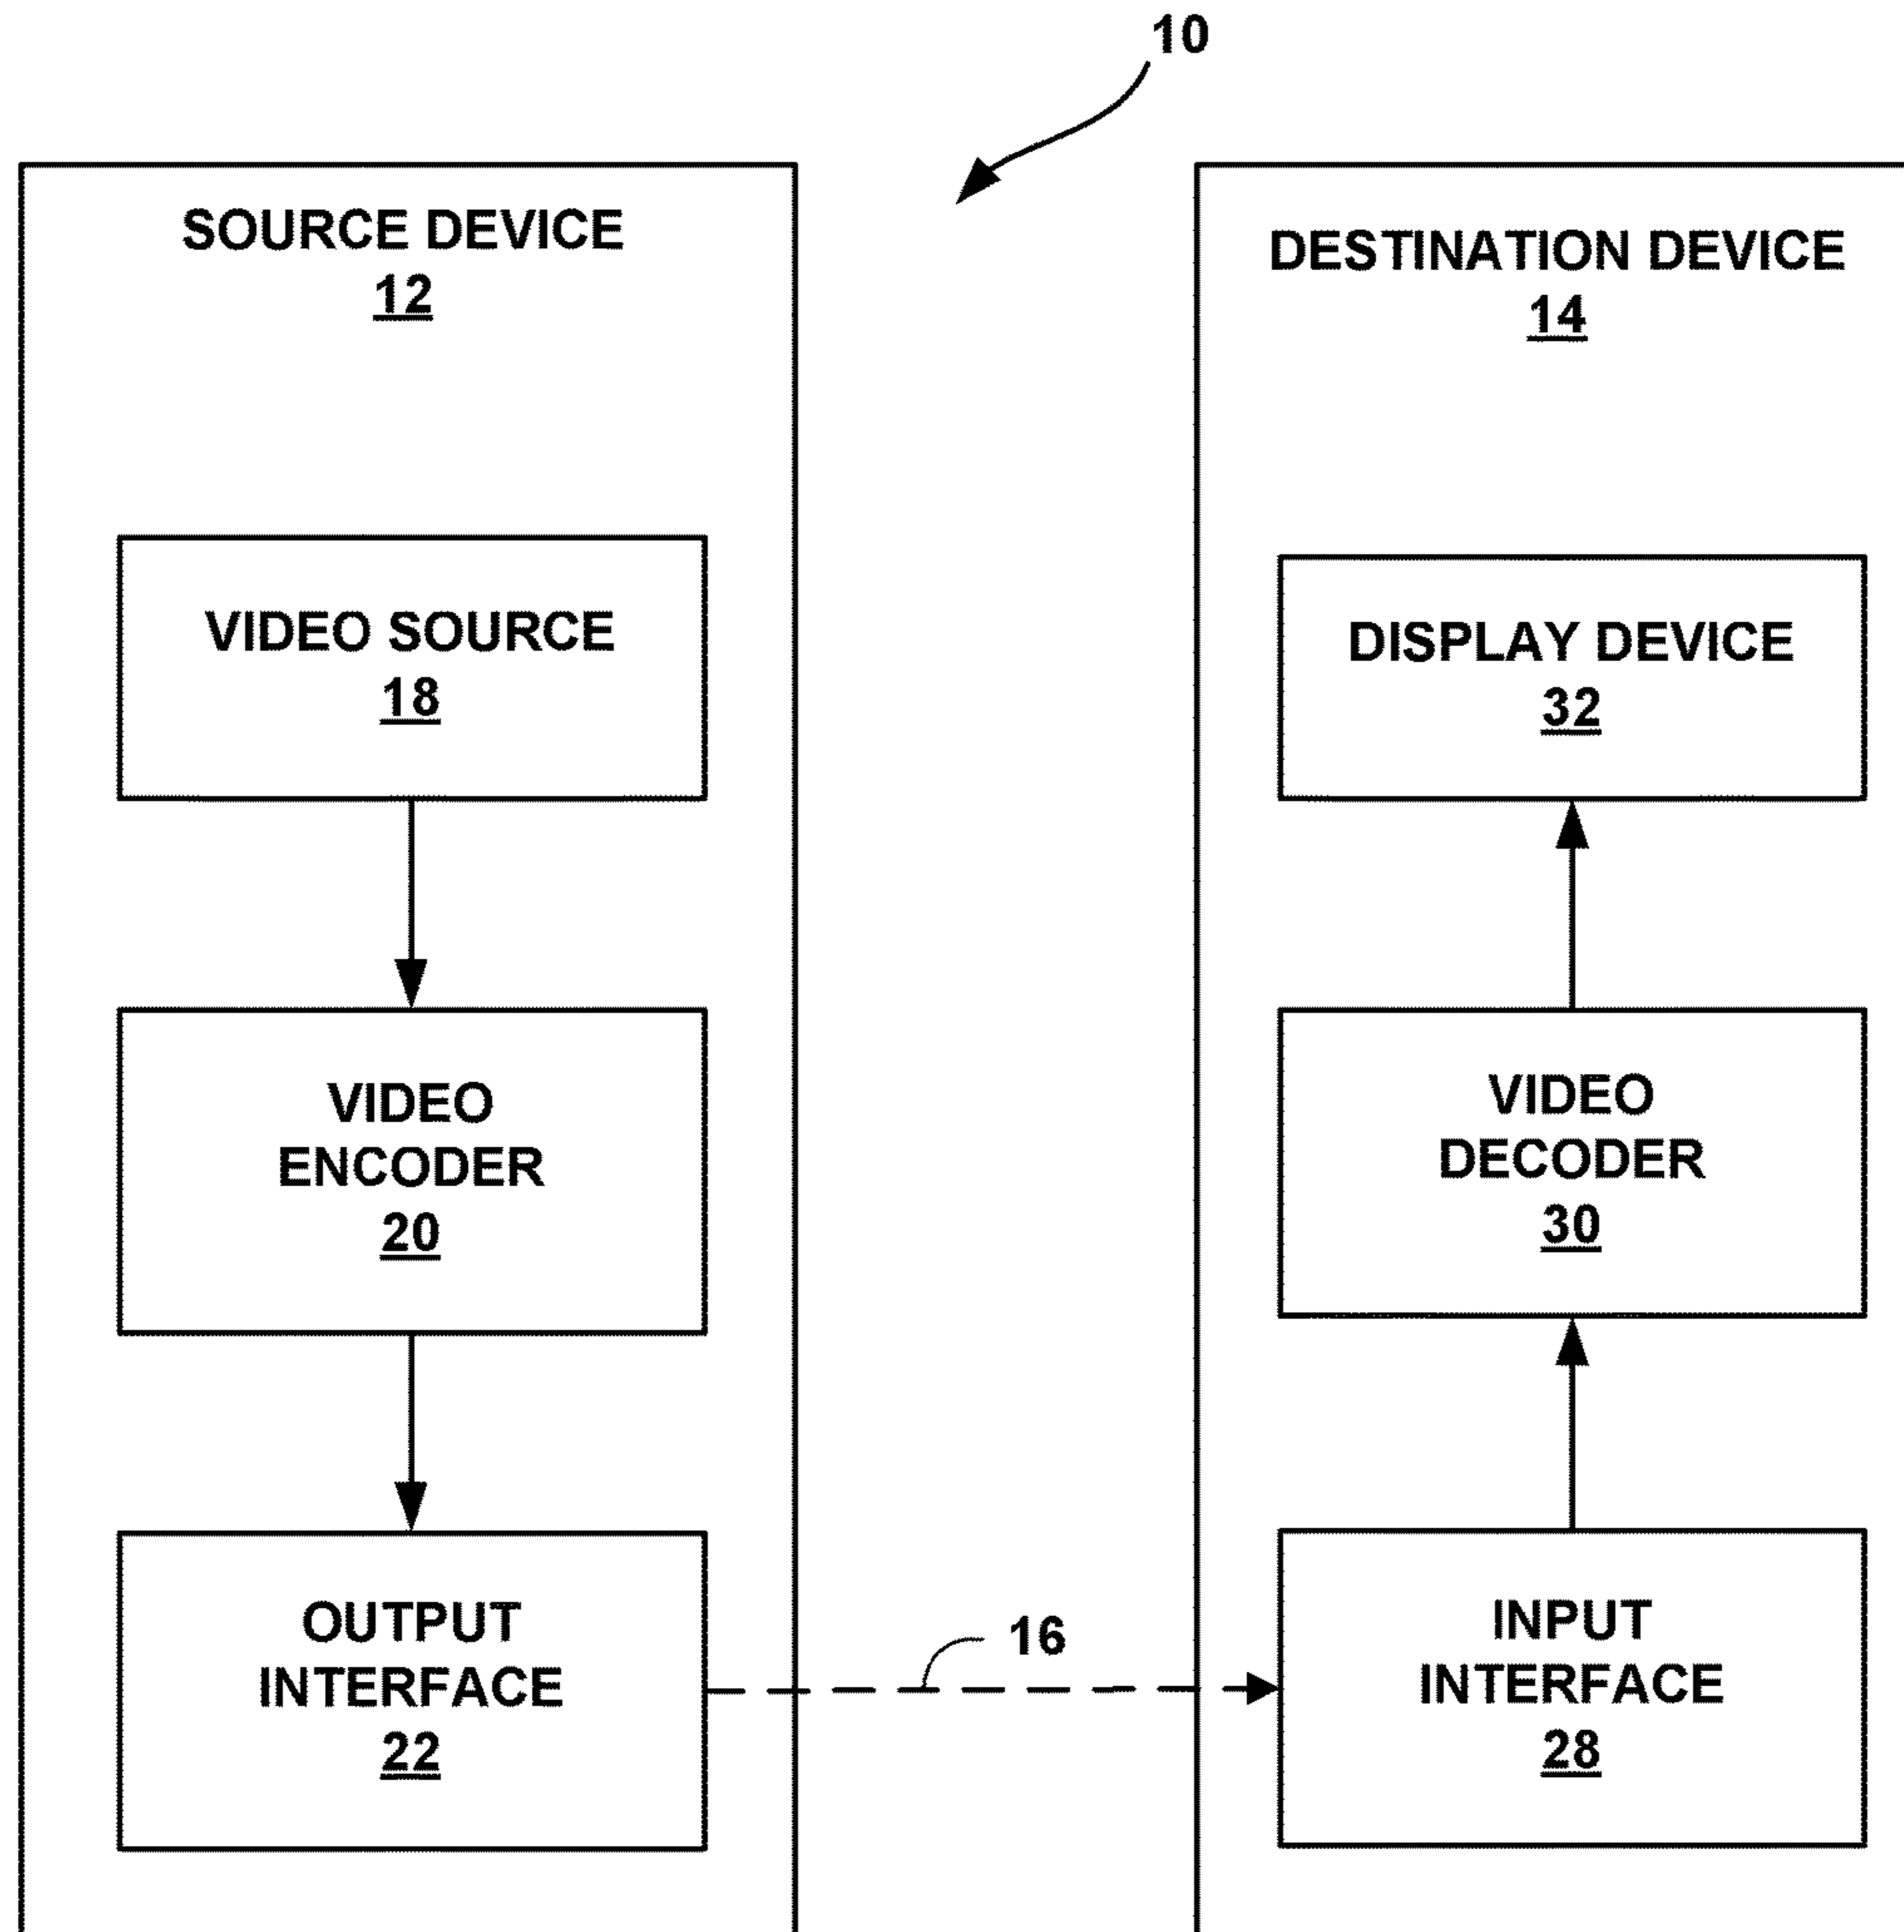 10
SOURCE DEVICE
12
VIDEO SOURCE
18
VIDEO
ENCODER
20
OUTPUT
INTERFACE
22
16
DESTINATION DEVICE
14
DISPLAY DEVICE
32
VIDEO
DECODER
30
INPUT
INTERFACE
28